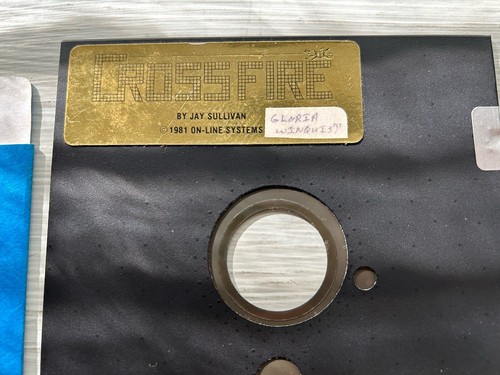 CROSSFIRE
BY JAY SULLIVAN
© 1981 ON-LINE SYSTEMS
GLORIA
WINQUIST